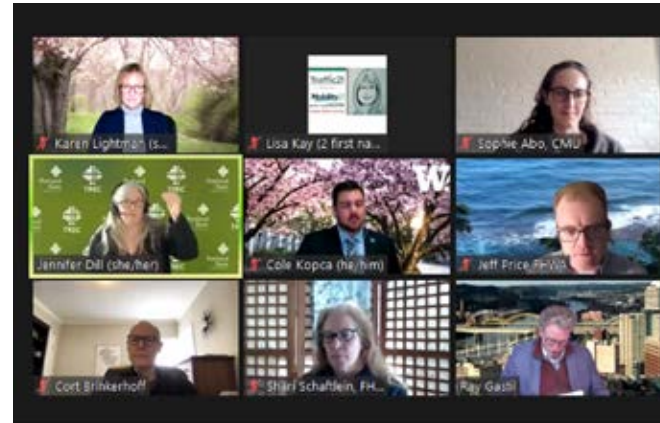 Karen Lightman (s...
Traffic21
Mobility
Lisa Kay (2 first na...
Sophie Abo, CMU
TREC
Jennifer Dill (she/her)
W
Cole Kopca (he/him)
Jeff Price FHWA
Cort Brinkerhoff
Shari Schaftlein, FH...
Ray Gastil